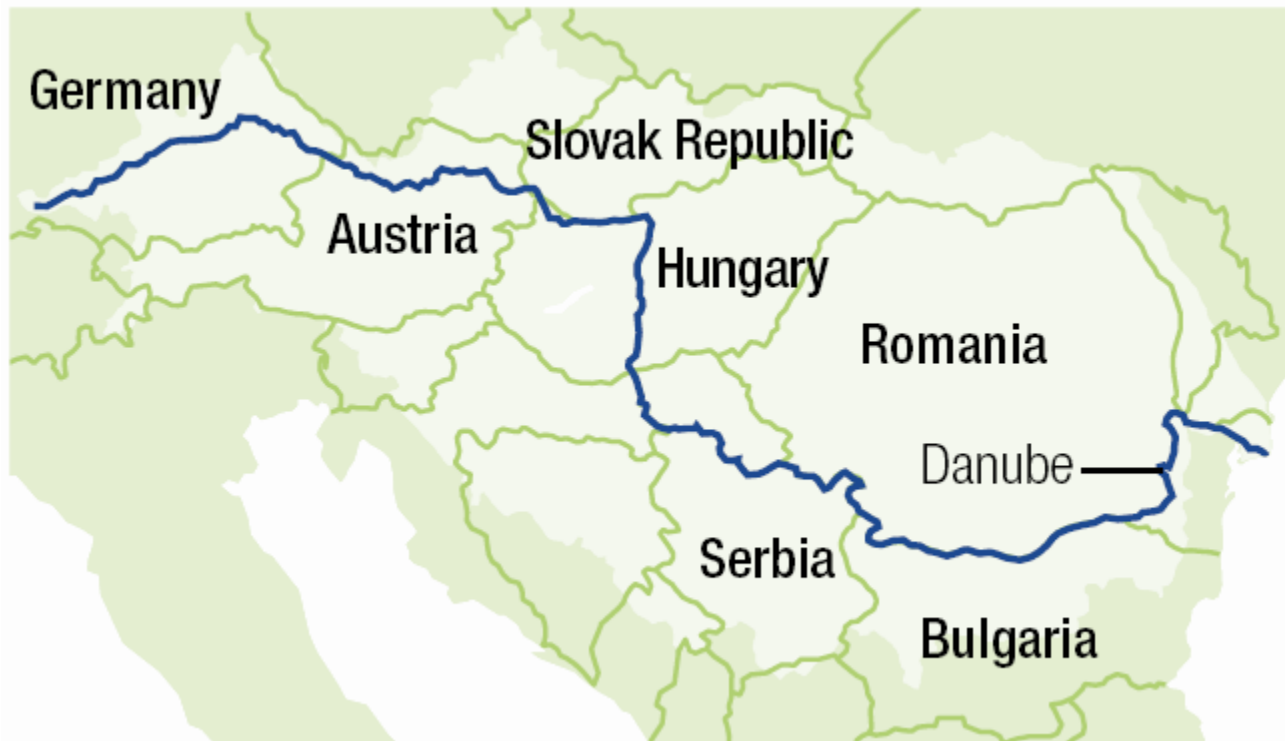 Germany
Slovak Republic
Austria
Hungary
Romania
Danube
Serbia
Bulgaria